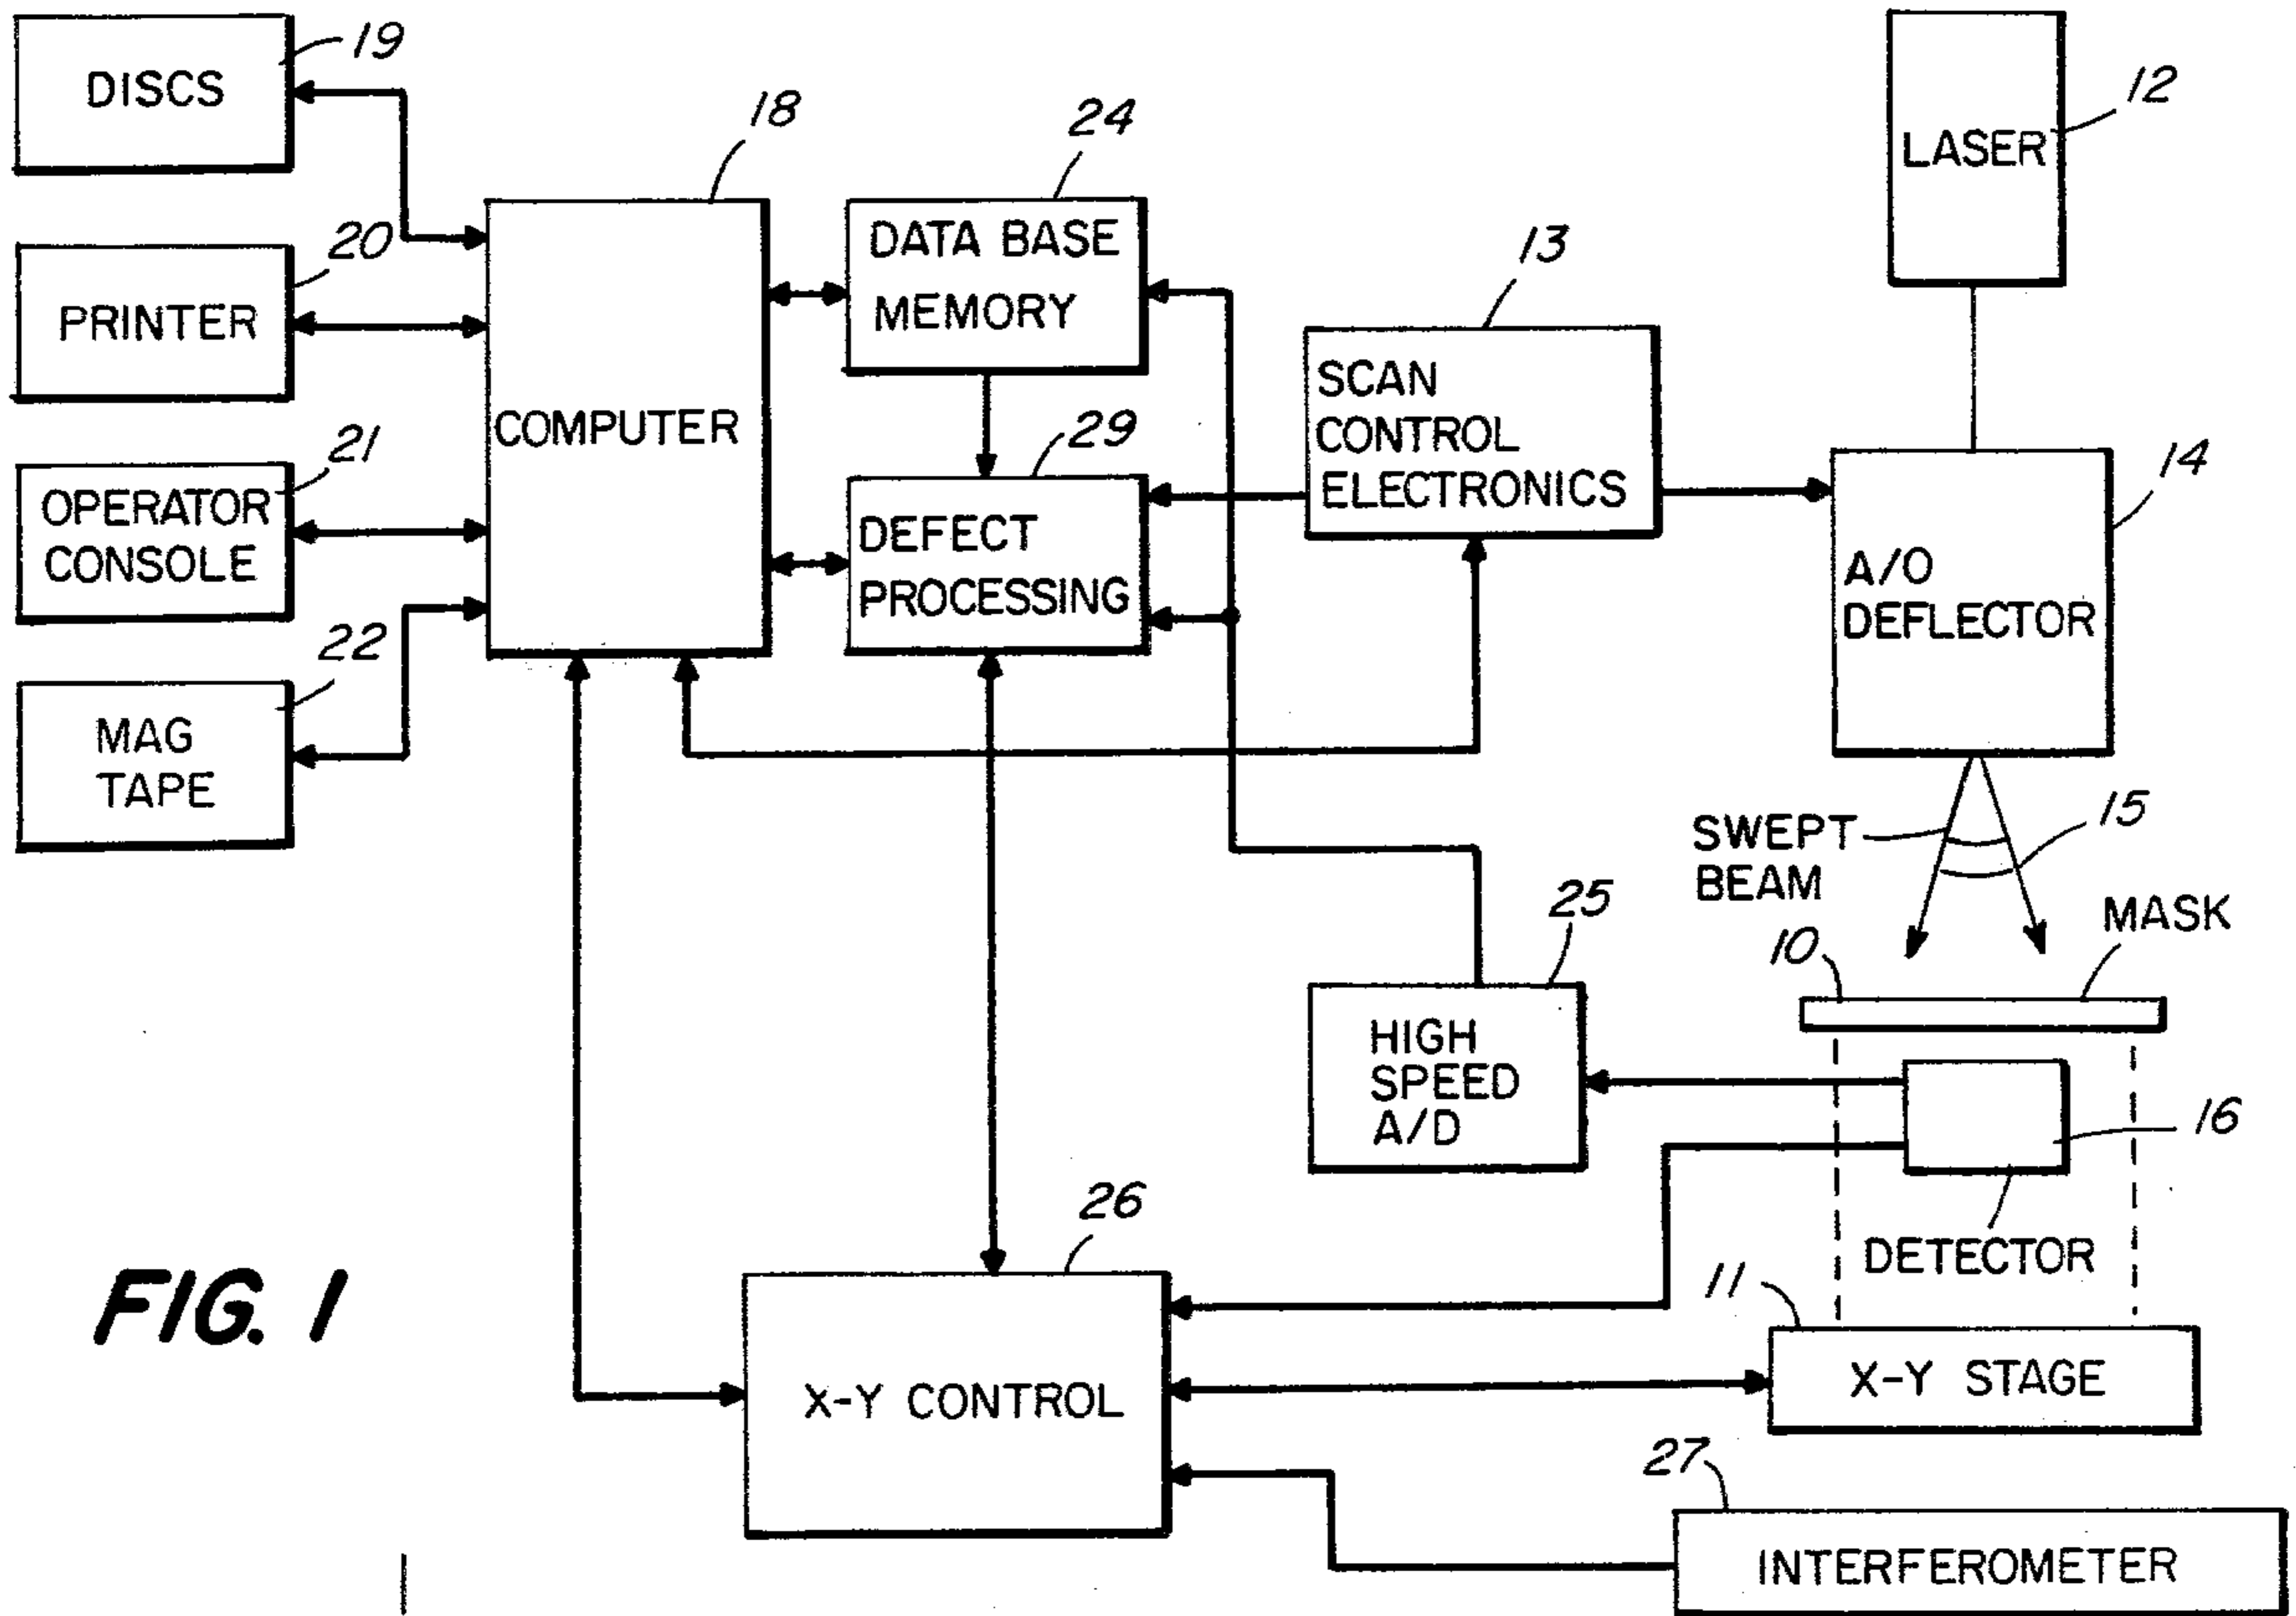 19
DISCS
18
24
12
LASER
20
PRINTER
DATA BASE
MEMORY
13
COMPUTER
21
OPERATOR
CONSOLE
29
DEFECT
PROCESSING
SCAN
CONTROL
ELECTRONICS
14
A/O
DEFLECTOR
22
MAG
TAPE
SWEPT
BEAM
15
25
HIGH
SPEED
A/D
10
MASK
16
DETECTOR
26
X-Y CONTROL
11
X-Y STAGE
27
INTERFEROMETER
FIG. 1